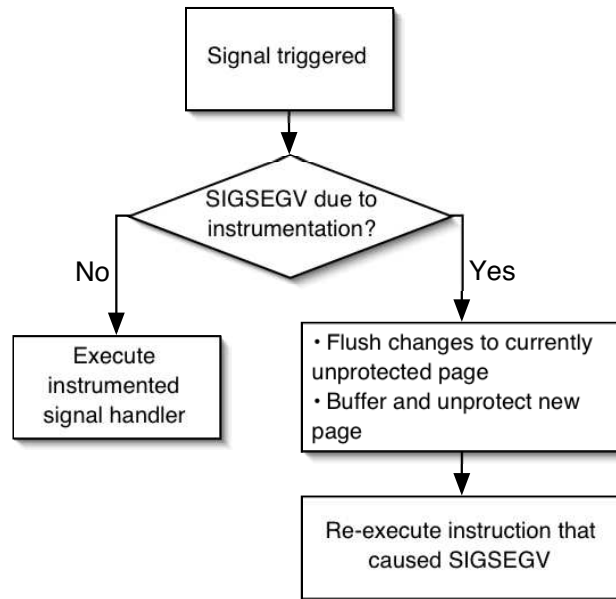 Signal triggered
SIGSEGV due to
instrumentation?
No
Yes
Execute
instrumented
signal handler
• Flush changes to currently
unprotected page
• Buffer and unprotect new
page
Re-execute instruction that
caused SIGSEGV